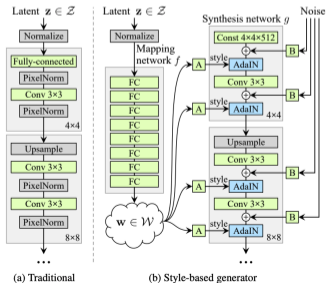 Latent z ∈ Z
Normalize
Fully-connected
PixelNorm
Conv 3×3
PixelNorm
4×4
Upsample
Conv 3×3
PixelNorm
Conv 3×3
PixelNorm
8×8
...
(a) Traditional
Latent z ∈ Z
Normalize
Mapping
network f
FC
FC
FC
FC
FC
FC
FC
FC
w ∈ W
Synthesis network g
Noise
Const 4×4×512
B
A
style
AdaIN
Conv 3×3
B
A
style
AdaIN
4×4
Upsample
Conv 3×3
B
A
style
AdaIN
Conv 3×3
B
A
style
AdaIN
8×8
...
(b) Style-based generator